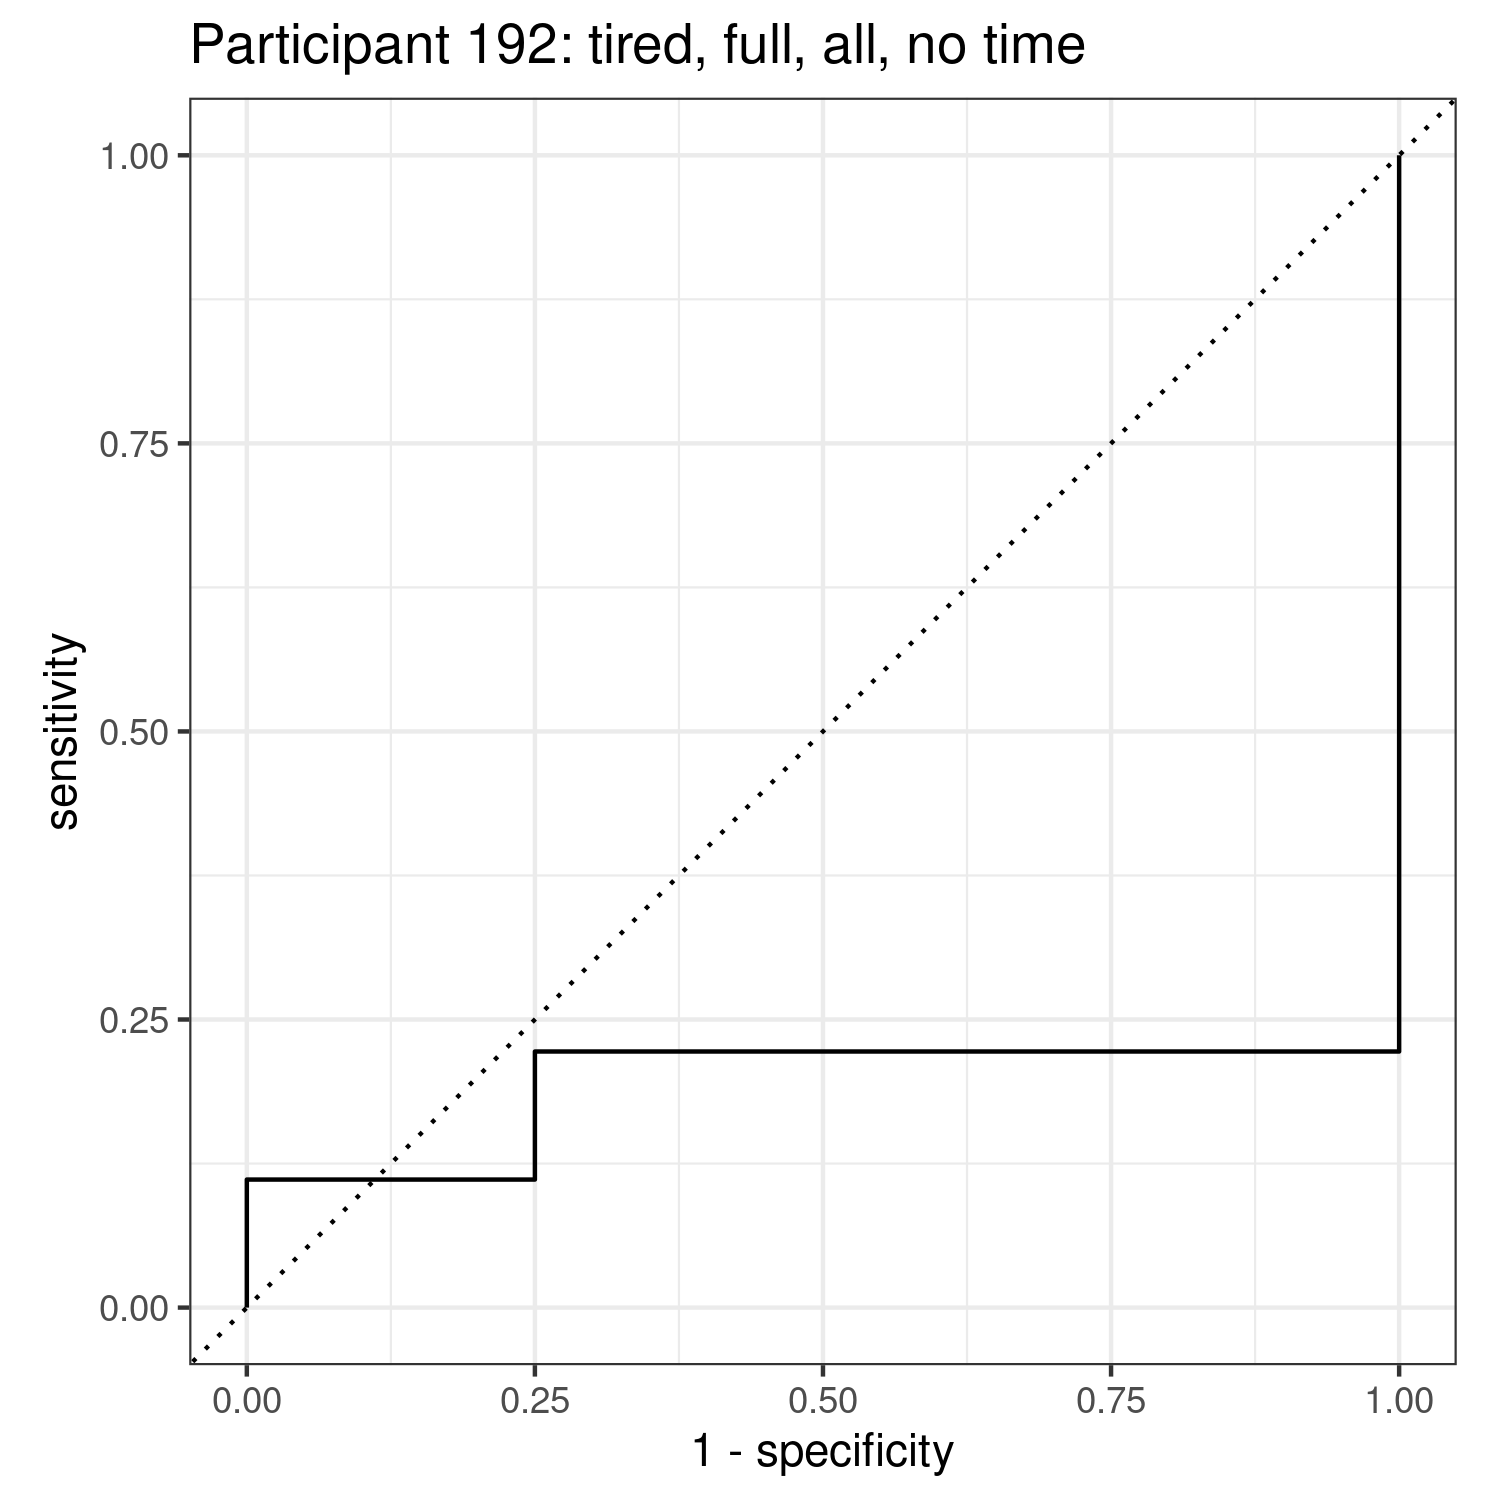 Participant 192: tired, full, all, no time
1.00
0.75
0.50
0.25
0.00
sensitivity
0.00 0.25 0.50 0.75 1.00
1 - specificity